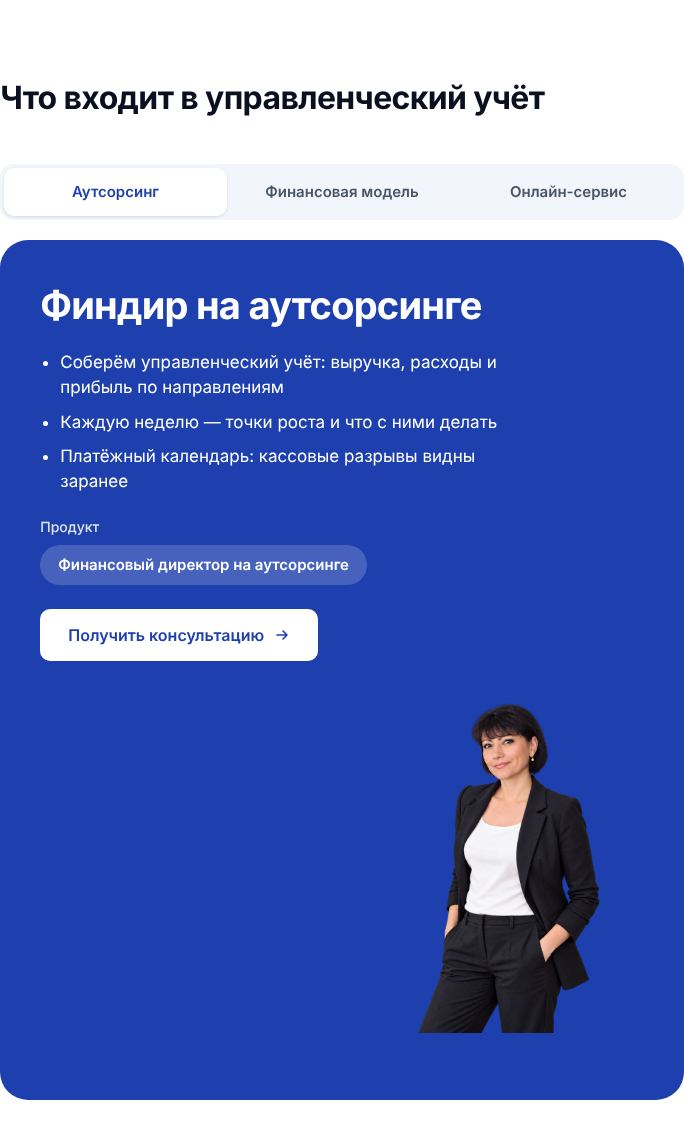 Что входит в управленческий учёт
Аутсорсинг
Финансовая модель
Онлайн-сервис
Финдир на аутсорсинге
• Соберём управленческий учёт: выручка, расходы и
прибыль по направлениям
• Каждую неделю — точки роста и что с ними делать
• Платёжный календарь: кассовые разрывы видны
заранее
Продукт
Финансовый директор на аутсорсинге
Получить консультацию →